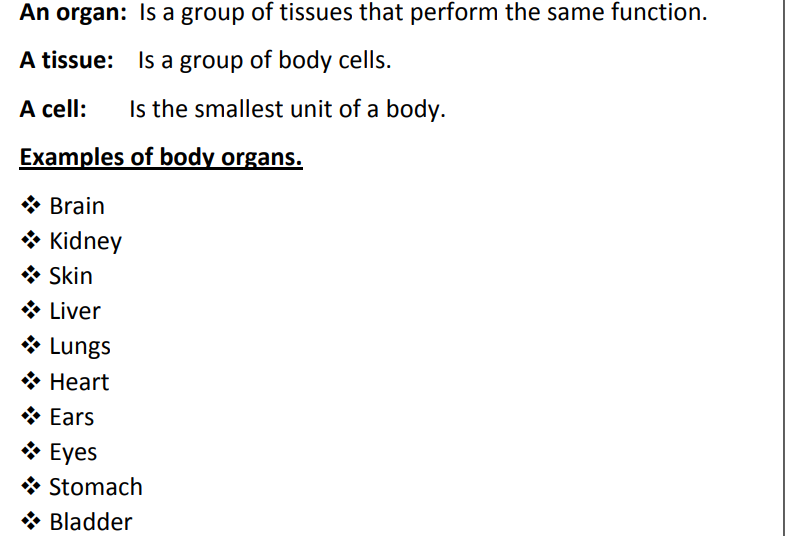 An organ: Is a group of tissues that perform the same function.
A tissue: Is a group of body cells.
A cell: Is the smallest unit of a body.
Examples of body organs.
❖ Brain
❖ Kidney
❖ Skin
❖ Liver
❖ Lungs
❖ Heart
❖ Ears
❖ Eyes
❖ Stomach
❖ Bladder